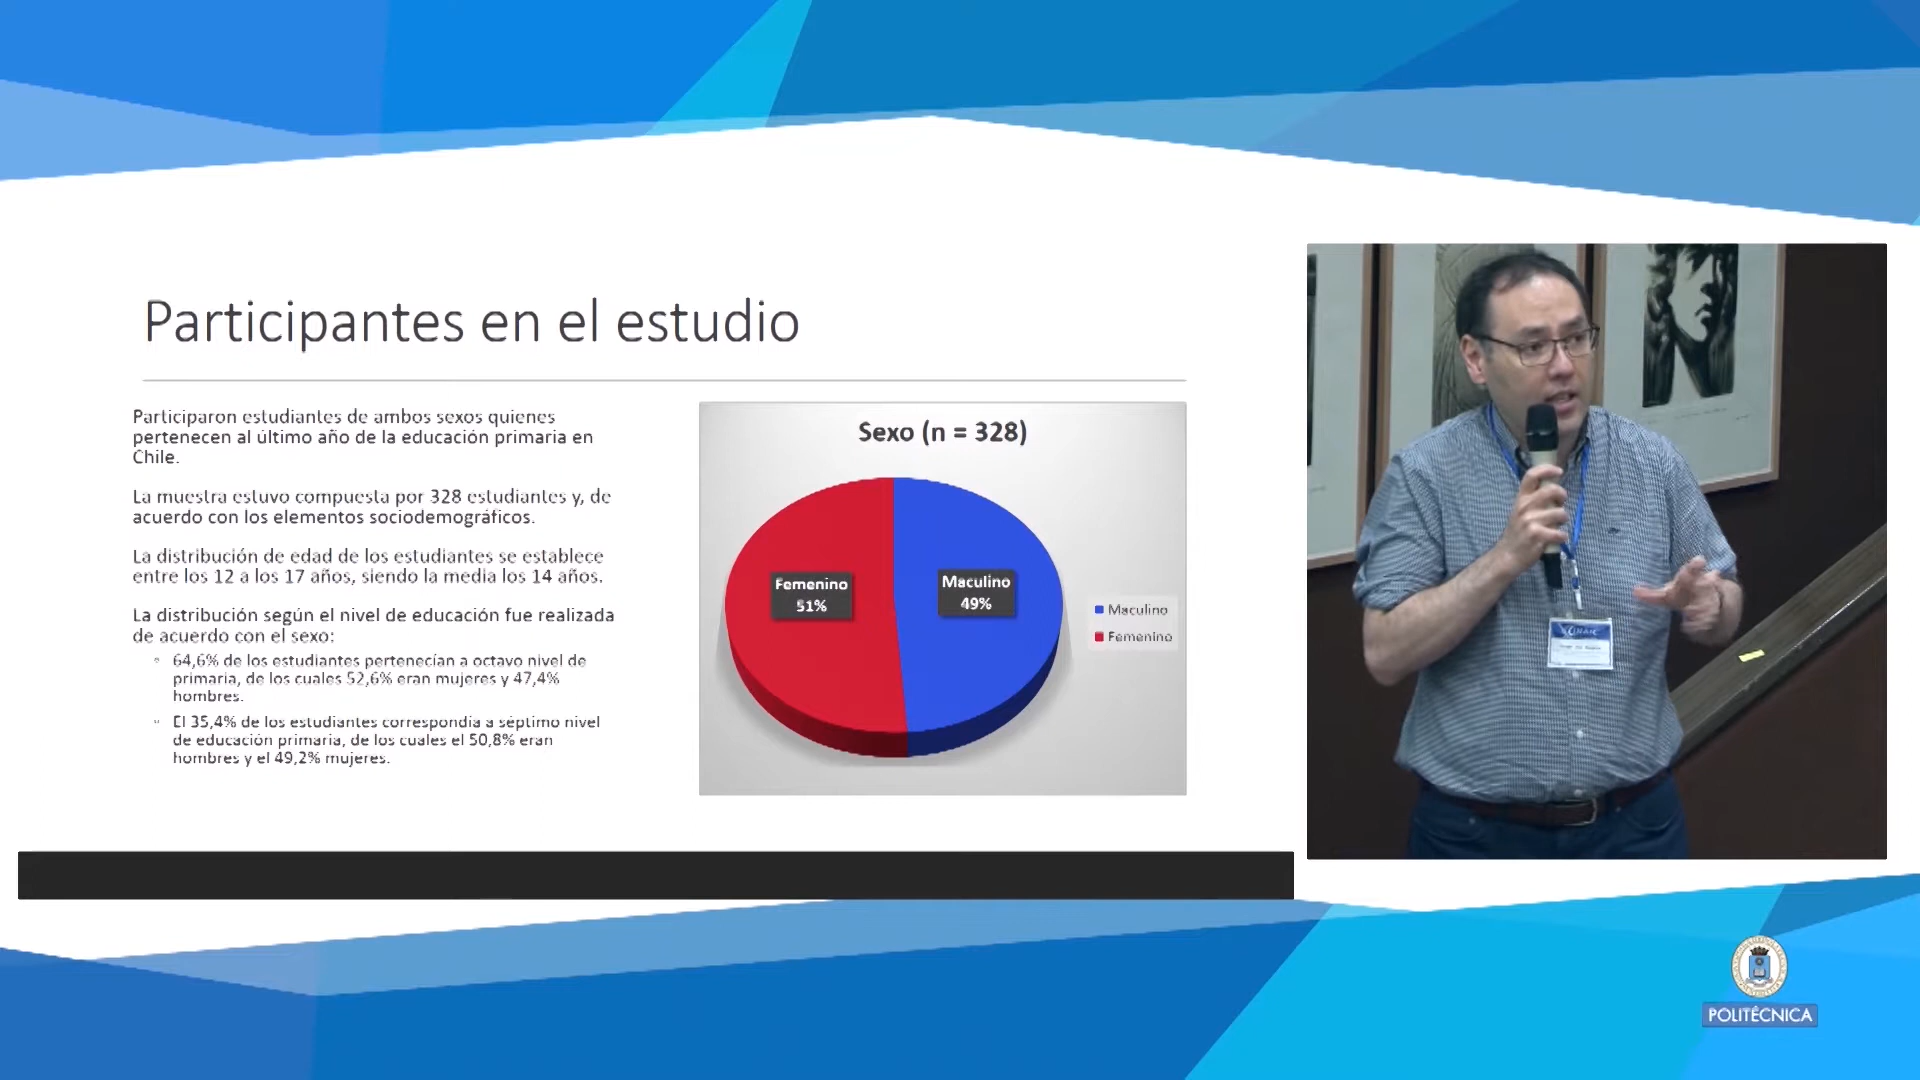 Participantes en el estudio
Participaron estudiantes de ambos sexos quienes
pertenecen al último año de la educación primaria en
Chile.
La muestra estuvo compuesta por 328 estudiantes y, de
acuerdo con los elementos sociodemográficos.
La distribución de edad de los estudiantes se establece
entre los 12 a los 17 años, siendo la media los 14 años.
La distribución según el nivel de educación fue realizada
de acuerdo con el sexo:
64,6% de los estudiantes pertenecían a octavo nivel de
primaria, de los cuales 52,6% eran mujeres y 47,4%
hombres.
El 35,4% de los estudiantes correspondía a séptimo nivel
de educación primaria, de los cuales el 50,8% eran
hombres y el 49,2% mujeres.
Sexo (n = 328)
Femenino
51%
Maculino
49%
Maculino
Femenino
POLITÉCNICA